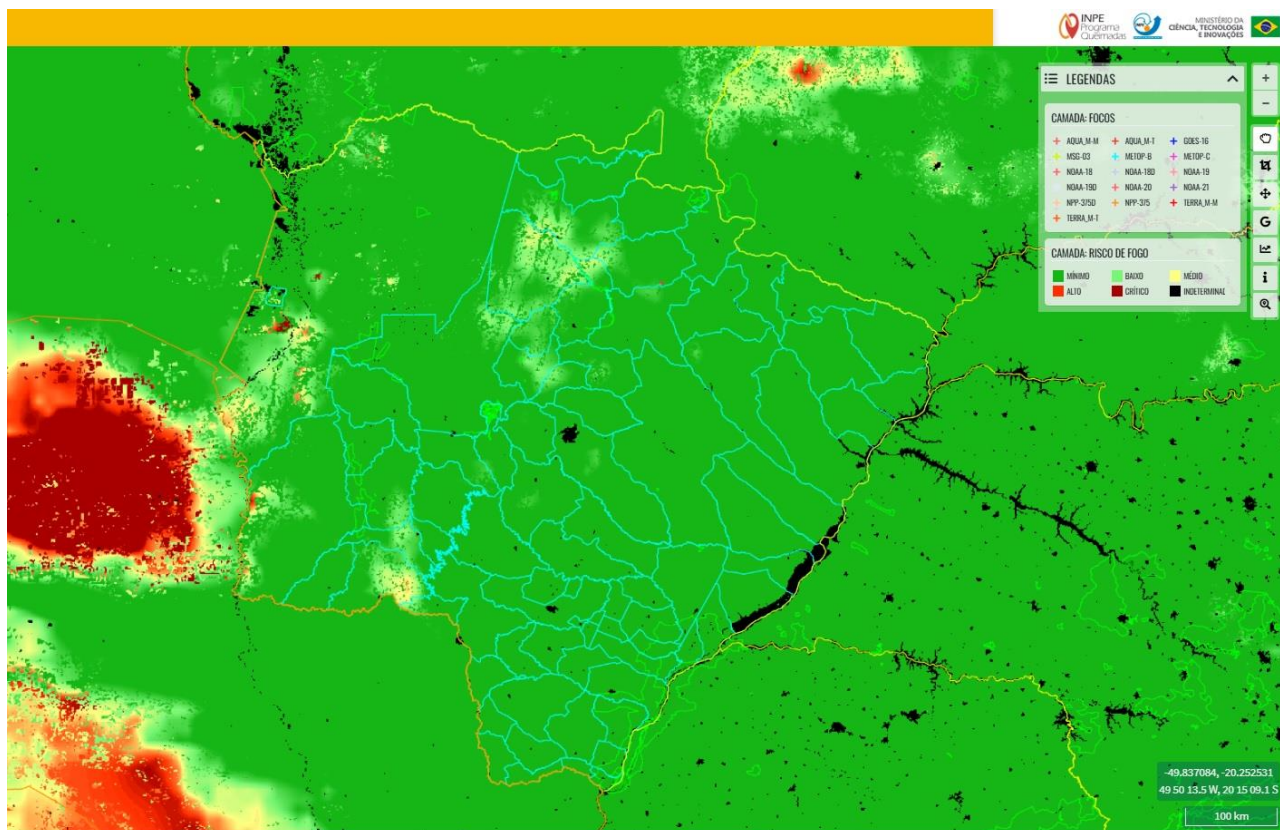 INPE
Programa
Queimadas
INPE
MINISTÉRIO DA
CIÊNCIA, TECNOLOGIA
E INOVAÇÕES
LEGENDAS
CAMADA: FOCOS
AQUA_M-M AQUA_M-T GOES-16
MSG-03 METOP-B METOP-C
NOAA-18 NOAA-18D NOAA-19
NOAA-19D NOAA-20 NOAA-21
NPP-375D NPP-375 TERRA_M-M
TERRA_M-T
CAMADA: RISCO DE FOGO
MÍNIMO BAIXO MÉDIO
ALTO CRÍTICO INDETERMINAD
+
−
G
i
-49.837084, -20.252531
49 50 13.5 W, 20 15 09.1 S
100 km